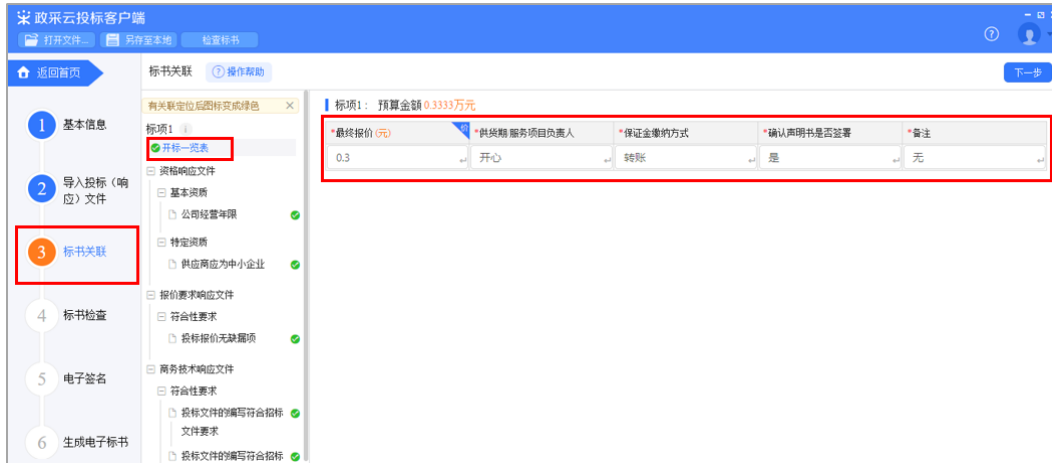 政采云投标客户端
打开文件... 另存至本地 检查标书
返回首页
标书关联 操作帮助
下一步
1 基本信息
2 导入投标（响应）文件
3 标书关联
4 标书检查
5 电子签名
6 生成电子标书
有关联定位后图标变成绿色
标项1
开标一览表
资格响应文件
基本资质
公司经营年限
特定资质
供应商应为中小企业
报价要求响应文件
符合性要求
投标报价无缺漏项
商务技术响应文件
符合性要求
投标文件的编写符合招标
文件要求
投标文件的编写符合招标
标项1： 预算金额 0.3333万元
*最终报价 (元) *供货期 服务项目负责人 *保证金缴纳方式 *确认声明书是否签署 *备注
0.3 开心 转账 是 无